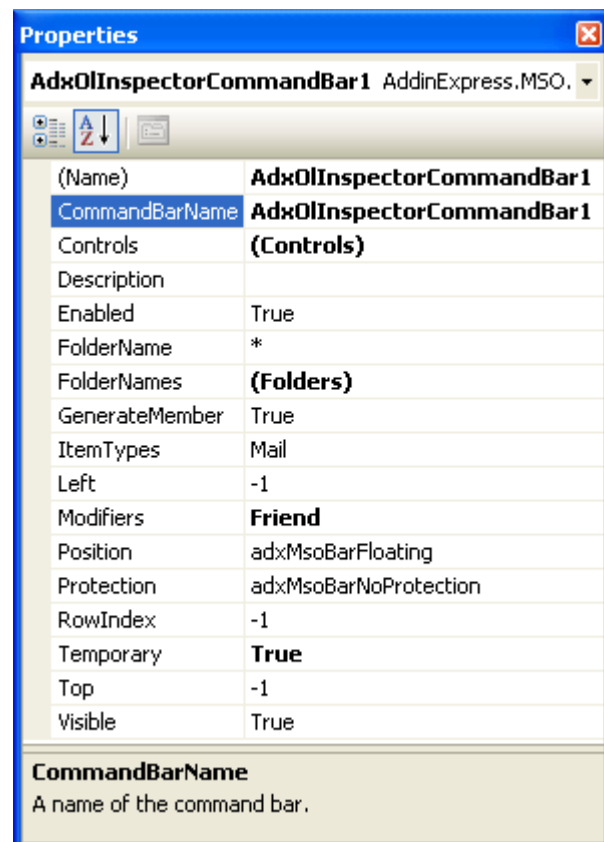 Properties
AdxOlInspectorCommandBar1 AddinExpress.MSO.
A
Z
(Name) AdxOlInspectorCommandBar1
CommandBarName AdxOlInspectorCommandBar1
Controls (Controls)
Description
Enabled True
FolderName *
FolderNames (Folders)
GenerateMember True
ItemTypes Mail
Left -1
Modifiers Friend
Position adxMsoBarFloating
Protection adxMsoBarNoProtection
RowIndex -1
Temporary True
Top -1
Visible True
CommandBarName
A name of the command bar.